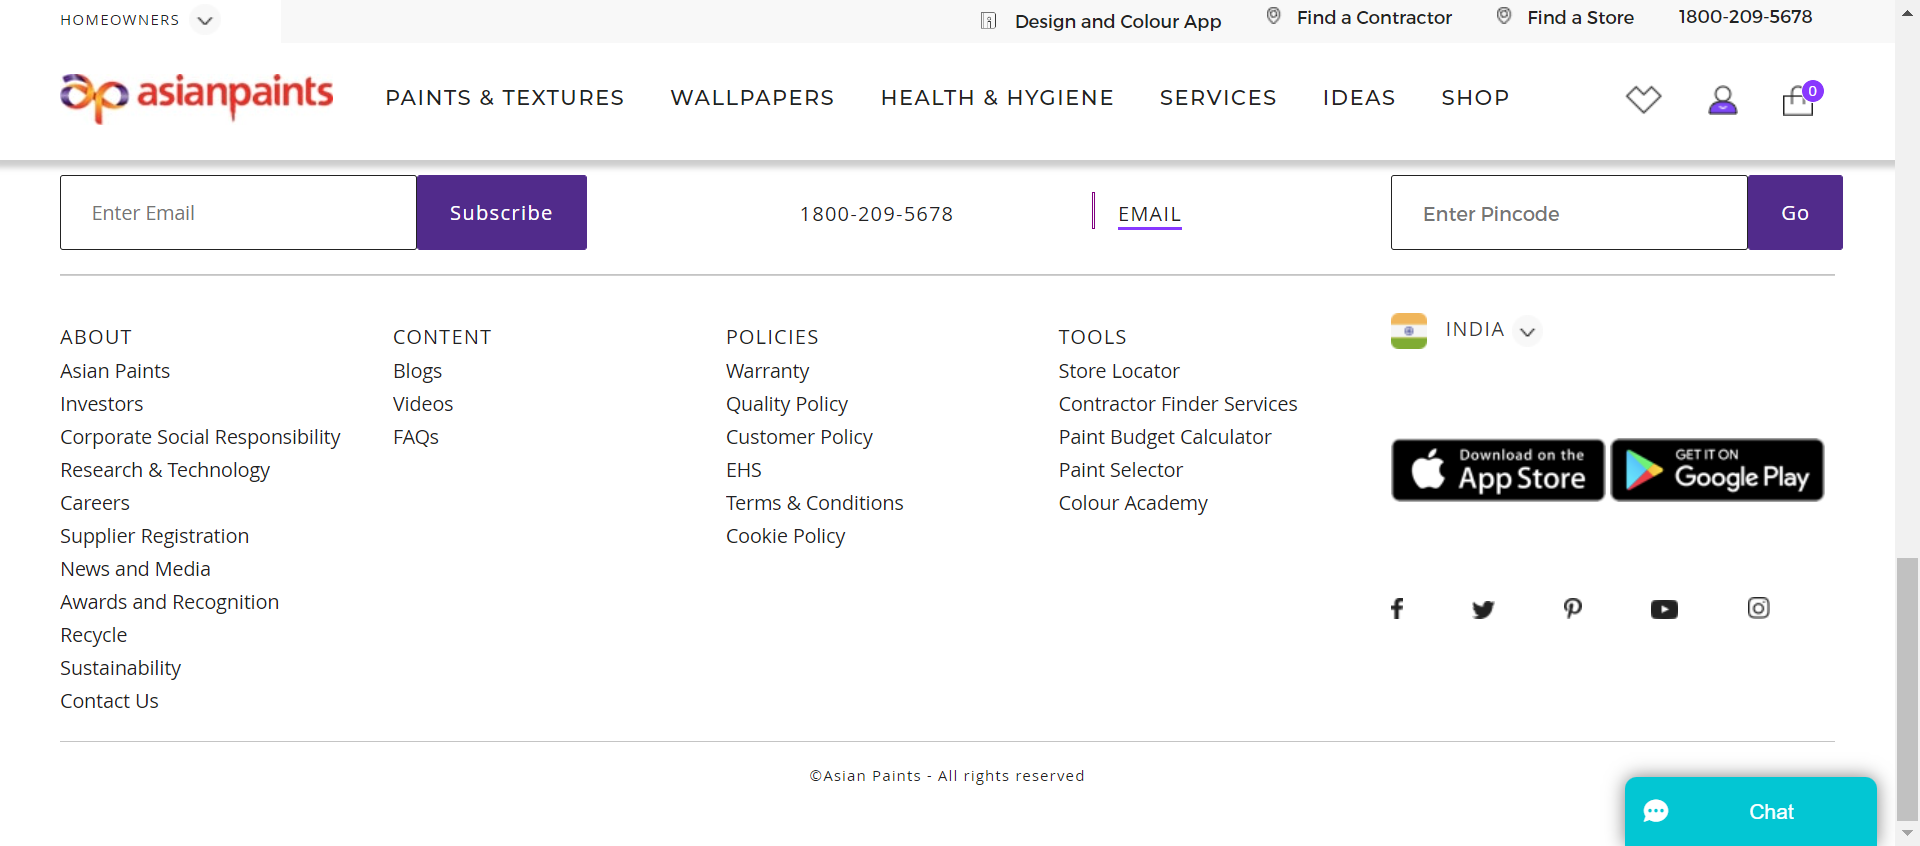 HOMEOWNERS
Design and Colour App
Find a Contractor
Find a Store
1800-209-5678
asianpaints
PAINTS & TEXTURES
WALLPAPERS
HEALTH & HYGIENE
SERVICES
IDEAS
SHOP
0
Enter Email
Subscribe
1800-209-5678
EMAIL
Enter Pincode
Go
ABOUT
Asian Paints
Investors
Corporate Social Responsibility
Research & Technology
Careers
Supplier Registration
News and Media
Awards and Recognition
Recycle
Sustainability
Contact Us
CONTENT
Blogs
Videos
FAQs
POLICIES
Warranty
Quality Policy
Customer Policy
EHS
Terms & Conditions
Cookie Policy
TOOLS
Store Locator
Contractor Finder Services
Paint Budget Calculator
Paint Selector
Colour Academy
INDIA
Download on the
App Store
GET IT ON
Google Play
©Asian Paints - All rights reserved
Chat